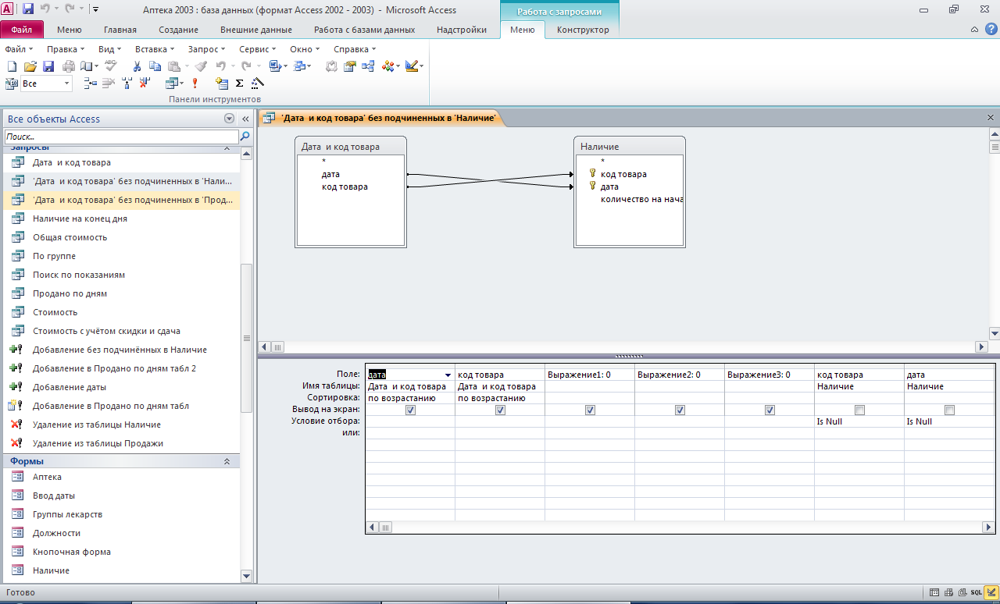 Аптека 2003 : база данных (формат Access 2002 - 2003) - Microsoft Access
Работа с запросами
Файл Меню Главная Создание Внешние данные Работа с базами данных Надстройки Меню Конструктор
Файл Правка Вид Вставка Запрос Сервис Окно Справка
Все
Панели инструментов
Все объекты Access
Поиск...
Запросы
Дата и код товара
'Дата и код товара' без подчиненных в 'Нали...
'Дата и код товара' без подчиненных в 'Прод...
Наличие на конец дня
Общая стоимость
По группе
Поиск по показаниям
Продано по дням
Стоимость
Стоимость с учётом скидки и сдача
Добавление без подчинённых в Наличие
Добавление в Продано по дням табл 2
Добавление даты
Добавление в Продано по дням табл
Удаление из таблицы Наличие
Удаление из таблицы Продажи
Формы
Аптека
Ввод даты
Группы лекарств
Должности
Кнопочная форма
Наличие
'Дата и код товара' без подчиненных в 'Наличие'
Дата и код товара
*
дата
код товара
Наличие
*
код товара
дата
количество на нача
Поле: дата код товара Выражение1: 0 Выражение2: 0 Выражение3: 0 код товара дата
Имя таблицы: Дата и код товара Дата и код товара Наличие Наличие
Сортировка: по возрастанию по возрастанию
Вывод на экран:
Условие отбора: Is Null Is Null
или:
Готово
SQL